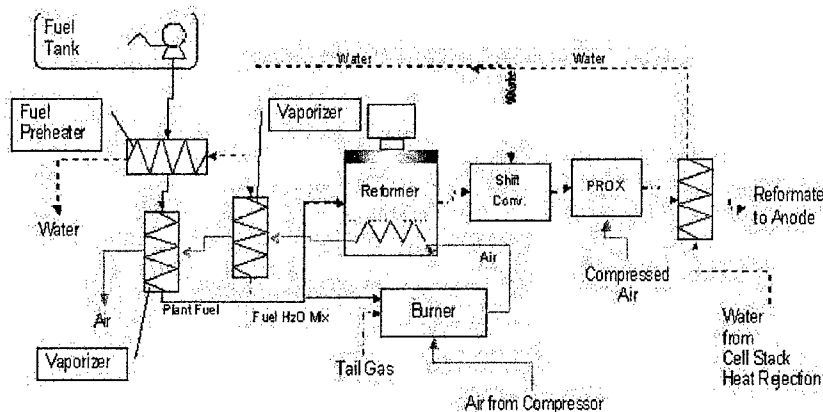 Fuel
Tank
Water
Water
Water
Fuel
Preheater
Vaporizer
Reformer
Shift
Conv.
PROX
Reformate
to Anode
Water
Air
Compressed
Air
Air
Plant Fuel
Fuel H2O Mix
Burner
Water
from
Cell Stack
Heat Rejection
Vaporizer
Tail Gas
Air from Compressor